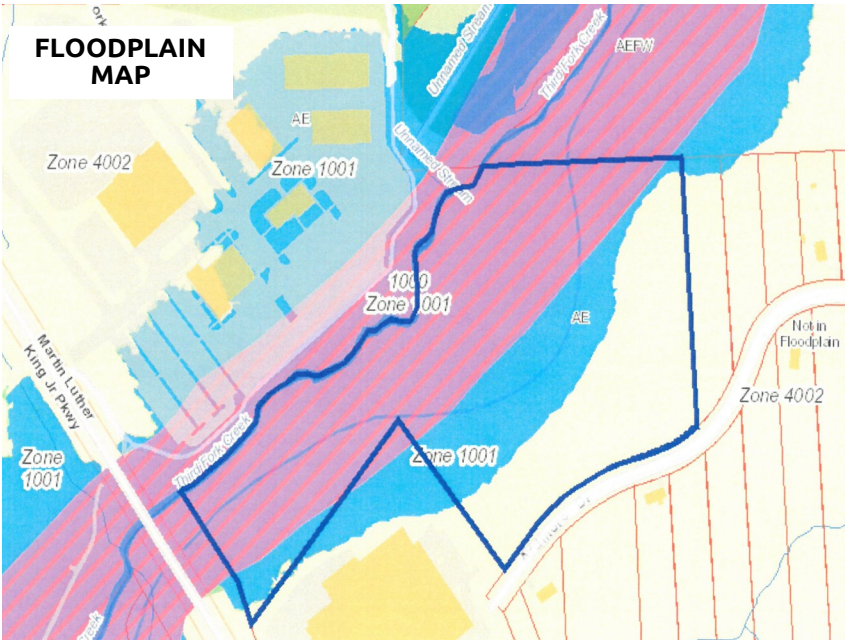 FLOODPLAIN
MAP
ork
Unnamed Stream
Third Fork Creek
AEFW
AE
Zone 4002
Zone 1001
Unnamed Stream
1000
Zone 1001
AE
Not in
Floodplain
Martin Luther
King Jr Pkwy
Zone 4002
Third Fork Creek
Zone 1001
Zone
1001